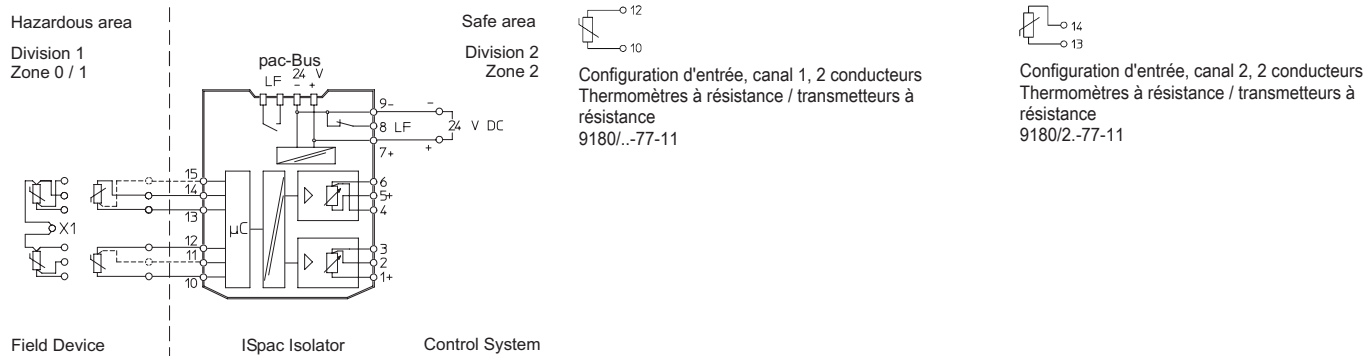 Hazardous area
Safe area
Division 1
Zone 0 / 1
Division 2
Zone 2
pac-Bus
LF 24 V
- +
9-
-
8 LF
24 V DC
7+
+
15
14
13
12
11
10
X1
µC
6
5+
4
3
2
1+
Field Device
ISpac Isolator
Control System
12
10
Configuration d'entrée, canal 1, 2 conducteurs
Thermomètres à résistance / transmetteurs à
résistance
9180/..-77-11
14
13
Configuration d'entrée, canal 2, 2 conducteurs
Thermomètres à résistance / transmetteurs à
résistance
9180/2.-77-11